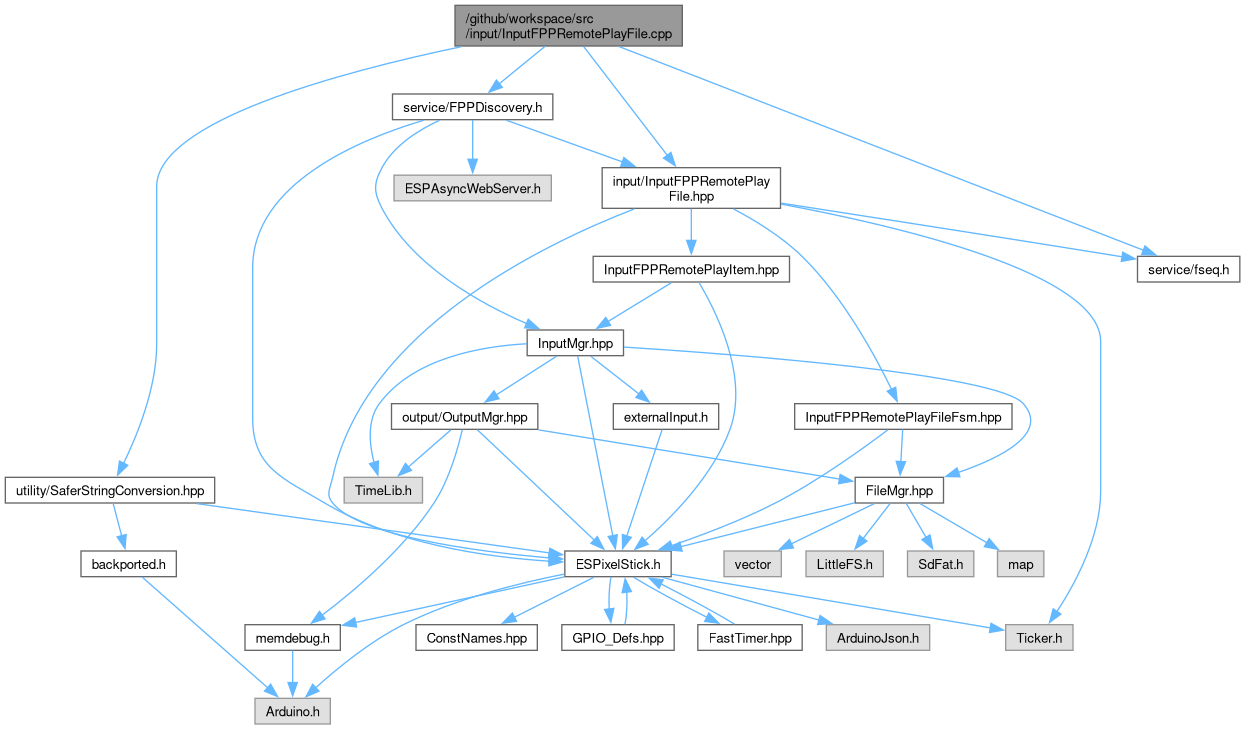 /github/workspace/src
/input/InputFPPRemotePlayFile.cpp
service/FPPDiscovery.h
ESPAsyncWebServer.h
input/InputFPPRemotePlay
File.hpp
InputFPPRemotePlayItem.hpp
service/fseq.h
InputMgr.hpp
output/OutputMgr.hpp
externalInput.h
InputFPPRemotePlayFileFsm.hpp
utility/SaferStringConversion.hpp
TimeLib.h
FileMgr.hpp
backported.h
ESPixelStick.h
vector
LittleFS.h
SdFat.h
map
memdebug.h
ConstNames.hpp
GPIO_Defs.hpp
FastTimer.hpp
ArduinoJson.h
Ticker.h
Arduino.h